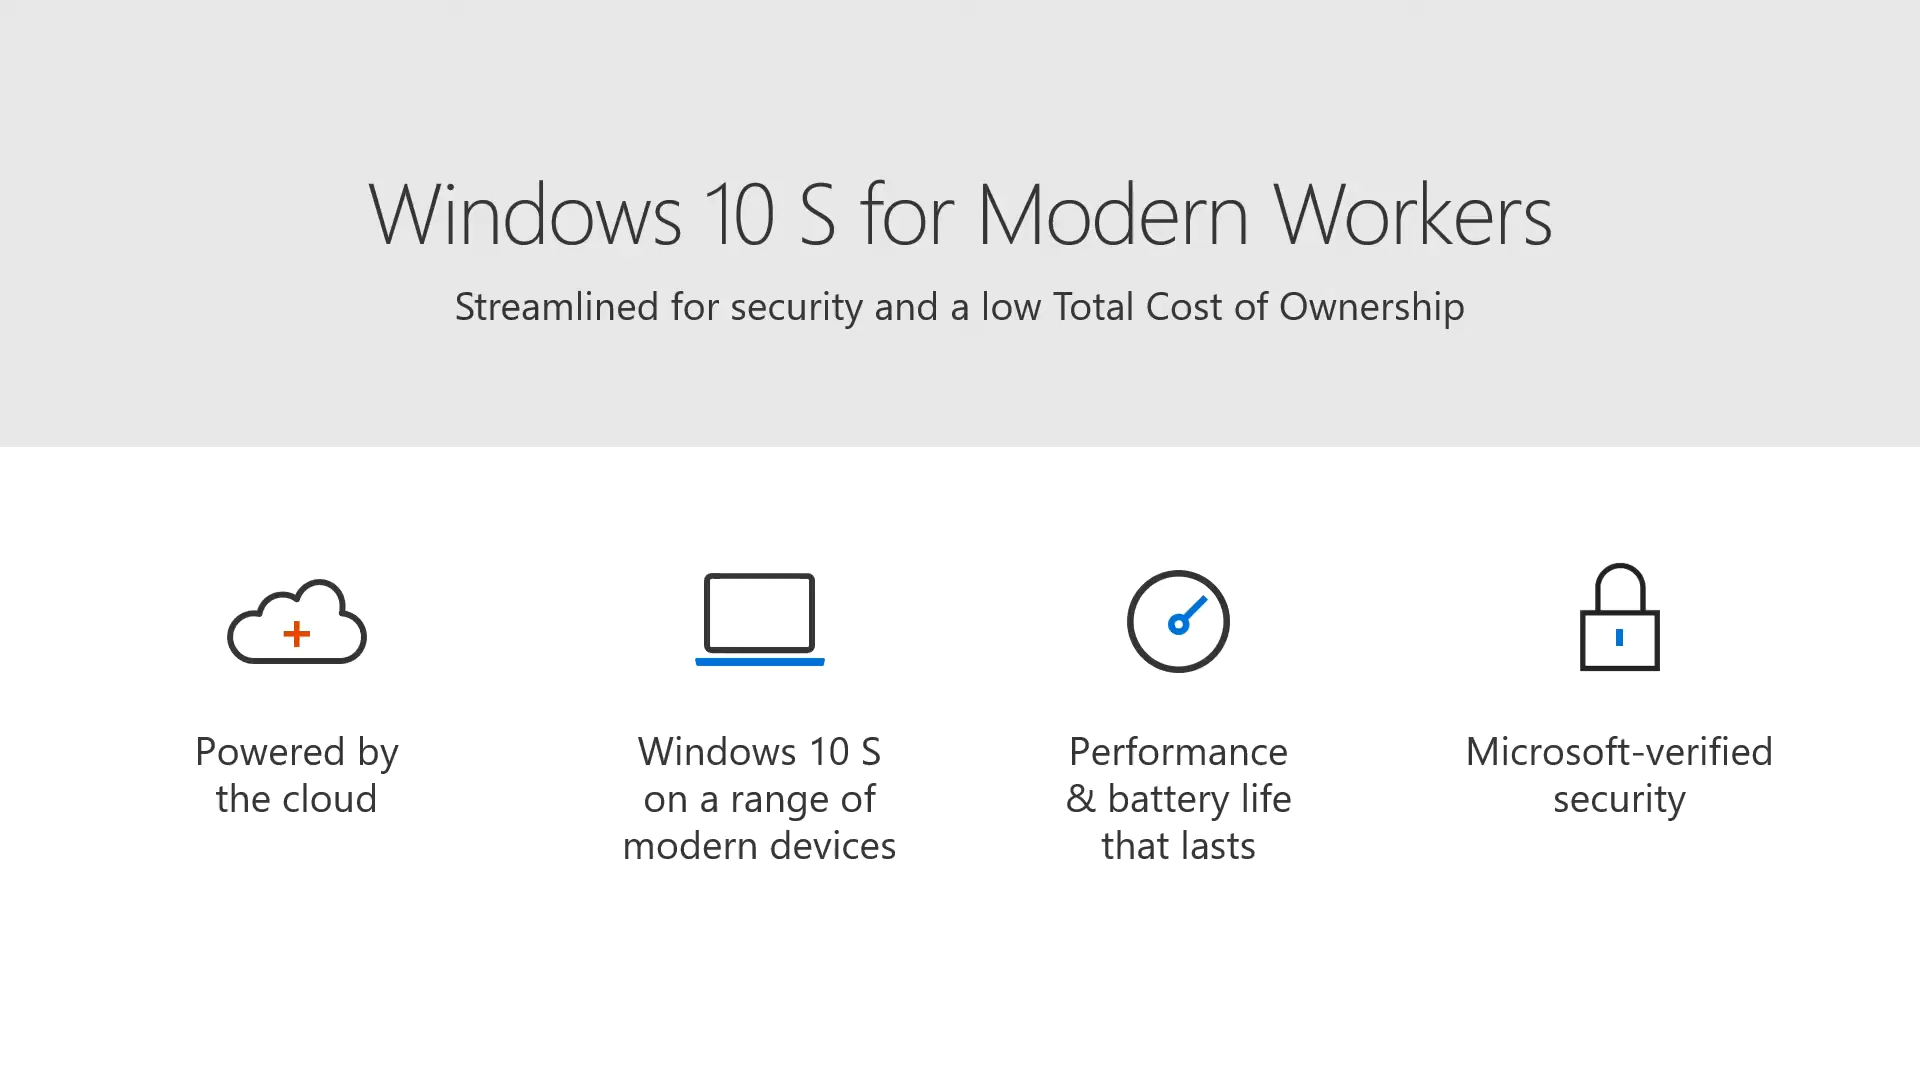 Windows 10 S for Modern Workers
Streamlined for security and a low Total Cost of Ownership
Powered by
the cloud
Windows 10 S
on a range of
modern devices
Performance
& battery life
that lasts
Microsoft-verified
security